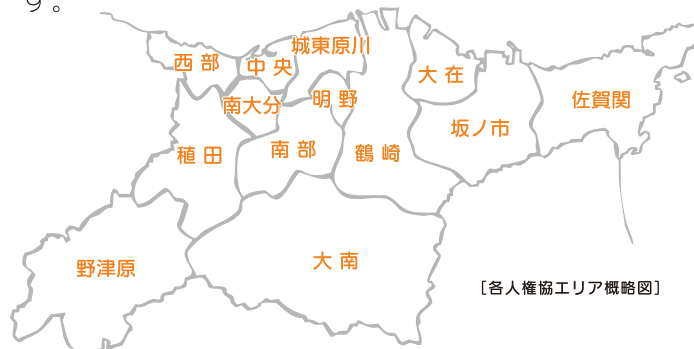 す。
城東原川
西部
中央
大在
南大分
明野
佐賀関
坂ノ市
稙田
南部
鶴崎
大南
野津原
[各人権協エリア概略図]